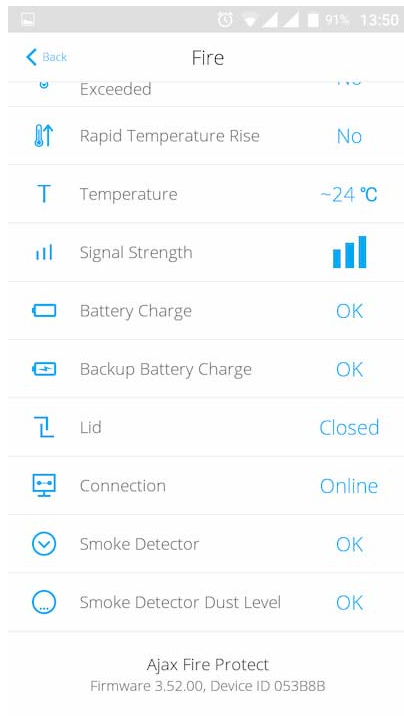 91% 13:50
Back Fire
Exceeded
Rapid Temperature Rise No
T Temperature ~24 ℃
Signal Strength
Battery Charge OK
Backup Battery Charge OK
Lid Closed
Connection Online
Smoke Detector OK
Smoke Detector Dust Level OK
Ajax Fire Protect
Firmware 3.52.00, Device ID 053B8B